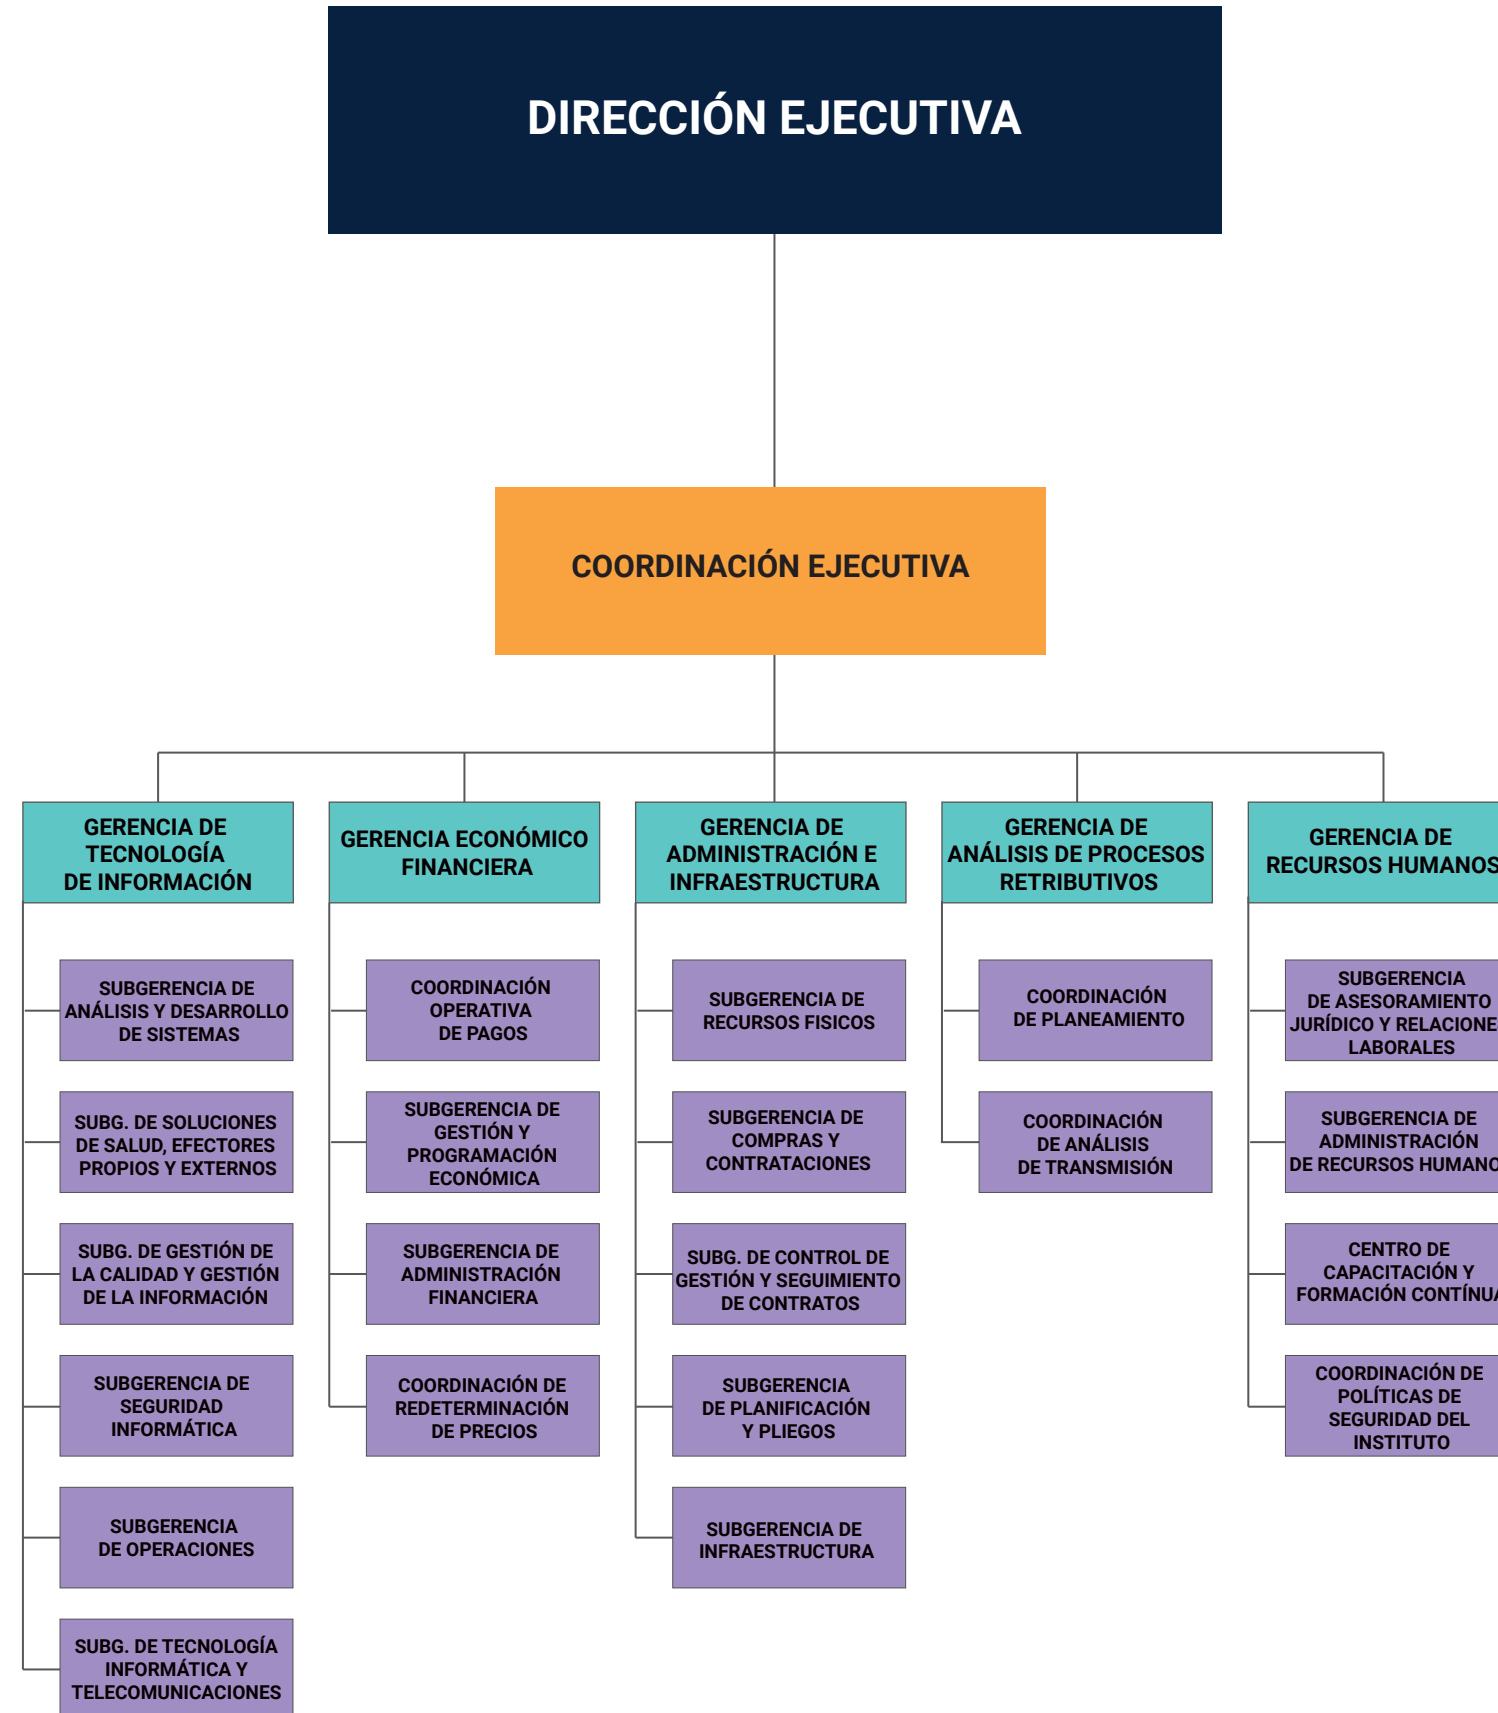 DIRECCIÓN EJECUTIVA
COORDINACIÓN EJECUTIVA
GERENCIA DE
TECNOLOGÍA
DE INFORMACIÓN
SUBGERENCIA DE
ANÁLISIS Y DESARROLLO
DE SISTEMAS
SUBG. DE SOLUCIONES
DE SALUD, EFECTORES
PROPIOS Y EXTERNOS
SUBG. DE GESTIÓN DE
LA CALIDAD Y GESTIÓN
DE LA INFORMACIÓN
SUBGERENCIA DE
SEGURIDAD
INFORMÁTICA
SUBGERENCIA
DE OPERACIONES
SUBG. DE TECNOLOGÍA
INFORMÁTICA Y
TELECOMUNICACIONES
GERENCIA ECONÓMICO
FINANCIERA
COORDINACIÓN
OPERATIVA
DE PAGOS
SUBGERENCIA DE
GESTIÓN Y
PROGRAMACIÓN
ECONÓMICA
SUBGERENCIA DE
ADMINISTRACIÓN
FINANCIERA
COORDINACIÓN DE
REDETERMINACIÓN
DE PRECIOS
GERENCIA DE
ADMINISTRACIÓN E
INFRAESTRUCTURA
SUBGERENCIA DE
RECURSOS FISICOS
SUBGERENCIA DE
COMPRAS Y
CONTRATACIONES
SUBG. DE CONTROL DE
GESTIÓN Y SEGUIMIENTO
DE CONTRATOS
SUBGERENCIA
DE PLANIFICACIÓN
Y PLIEGOS
SUBGERENCIA DE
INFRAESTRUCTURA
GERENCIA DE
ANÁLISIS DE PROCESOS
RETRIBUTIVOS
COORDINACIÓN
DE PLANEAMIENTO
COORDINACIÓN
DE ANÁLISIS
DE TRANSMISIÓN
GERENCIA DE
RECURSOS HUMANOS
SUBGERENCIA
DE ASESORAMIENTO
JURÍDICO Y RELACIONE
LABORALES
SUBGERENCIA DE
ADMINISTRACIÓN
DE RECURSOS HUMANO
CENTRO DE
CAPACITACIÓN Y
FORMACIÓN CONTÍNUA
COORDINACIÓN DE
POLÍTICAS DE
SEGURIDAD DEL
INSTITUTO